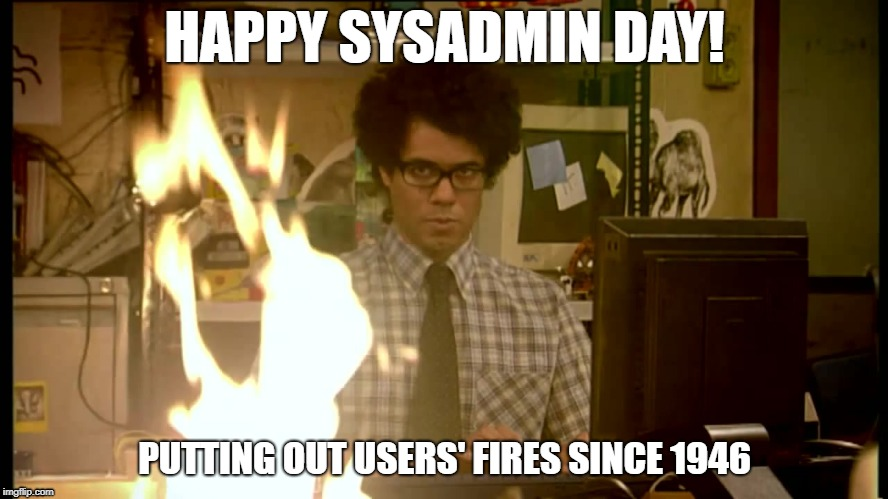 HAPPY SYSADMIN DAY!
PUTTING OUT USERS' FIRES SINCE 1946
imgflip.com